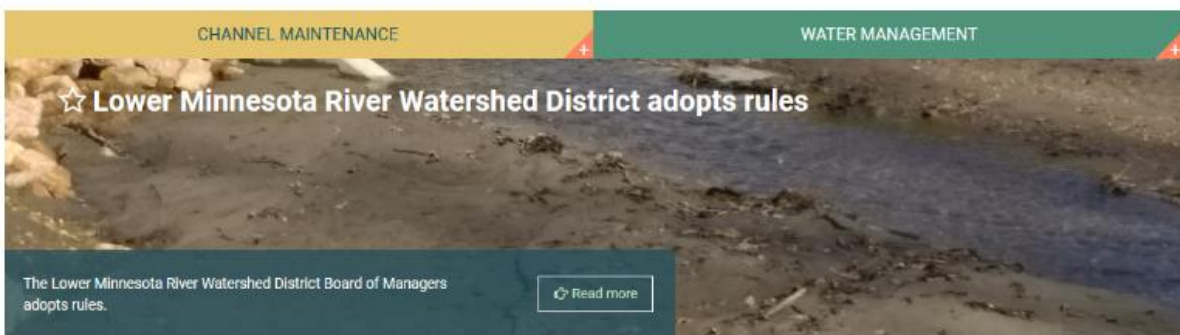 CHANNEL MAINTENANCE
+
WATER MANAGEMENT
+
☆ Lower Minnesota River Watershed District adopts rules
The Lower Minnesota River Watershed District Board of Managers
adopts rules.
Read more